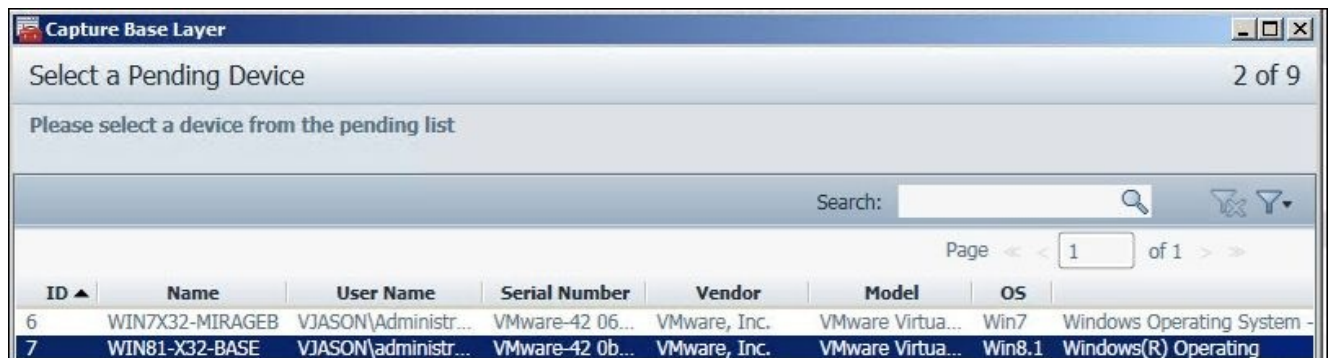 Capture Base Layer
Select a Pending Device 2 of 9
Please select a device from the pending list
Search:
Page 1 of 1
ID Name User Name Serial Number Vendor Model OS
6 WIN7X32-MIRAGEB VJASON\Administr... VMware-42 06... VMware, Inc. VMware Virtua... Win7 Windows Operating System -
7 WIN81-X32-BASE VJASON\administr... VMware-42 0b... VMware, Inc. VMware Virtua... Win8.1 Windows(R) Operating